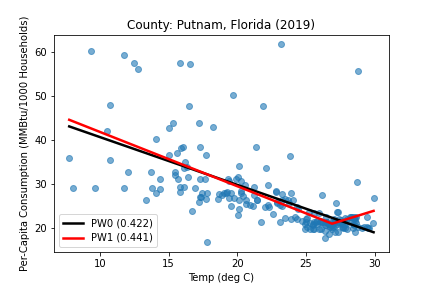 County: Putnam, Florida (2019)
Per-Capita Consumption (MMBtu/1000 Households)
60
50
40
30
20
PW0 (0.422)
PW1 (0.441)
10 15 20 25 30
Temp (deg C)